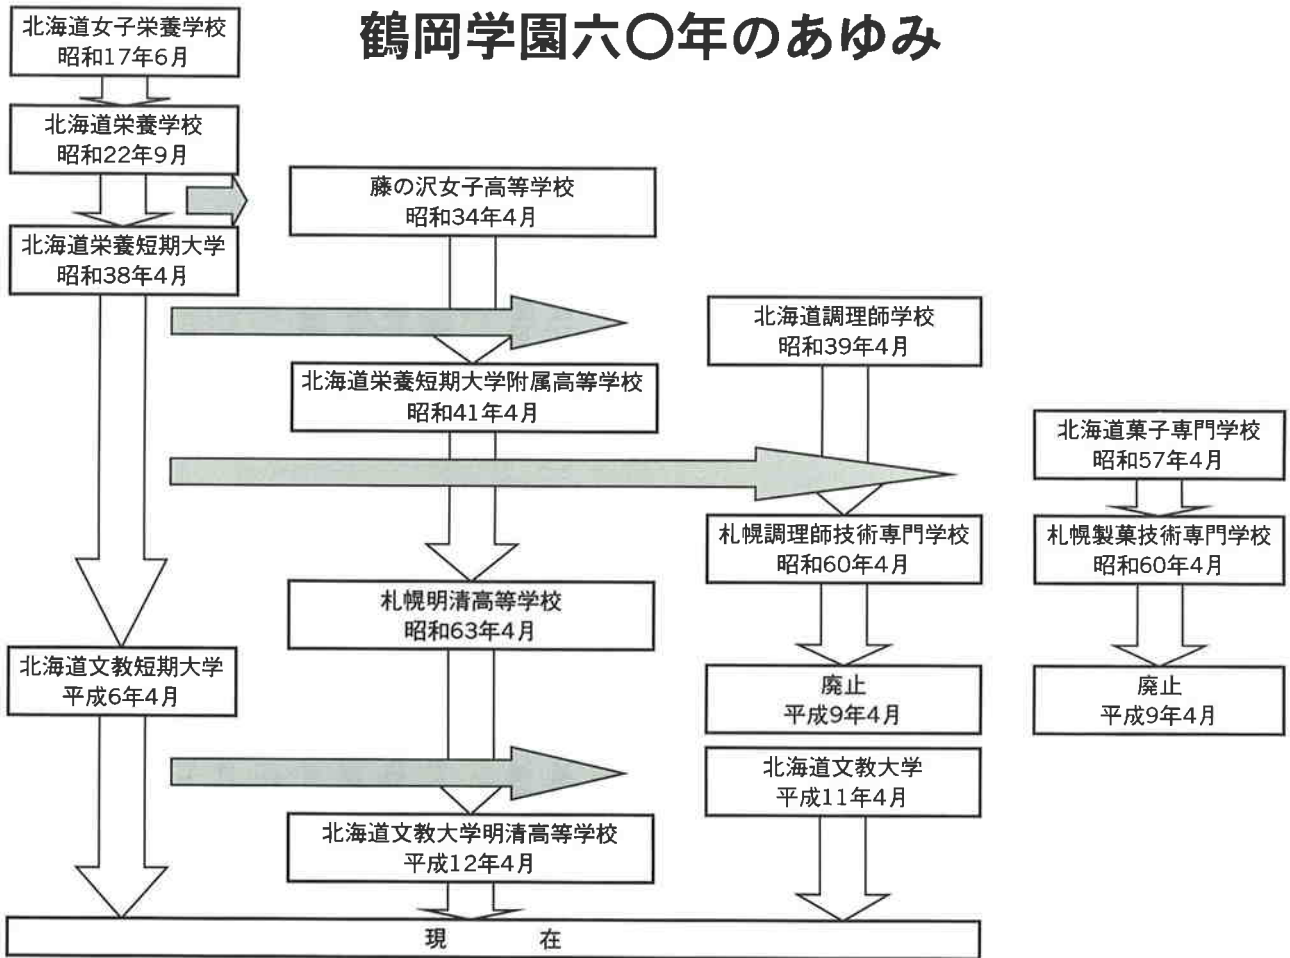 鶴岡学園六〇年のあゆみ
北海道女子栄養学校
昭和17年6月
北海道栄養学校
昭和22年9月
北海道栄養短期大学
昭和38年4月
北海道文教短期大学
平成6年4月
藤の沢女子高等学校
昭和34年4月
北海道栄養短期大学附属高等学校
昭和41年4月
札幌明清高等学校
昭和63年4月
北海道文教大学明清高等学校
平成12年4月
北海道調理師学校
昭和39年4月
札幌調理師技術専門学校
昭和60年4月
廃止
平成9年4月
北海道文教大学
平成11年4月
北海道菓子専門学校
昭和57年4月
札幌製菓技術専門学校
昭和60年4月
廃止
平成9年4月
現 在